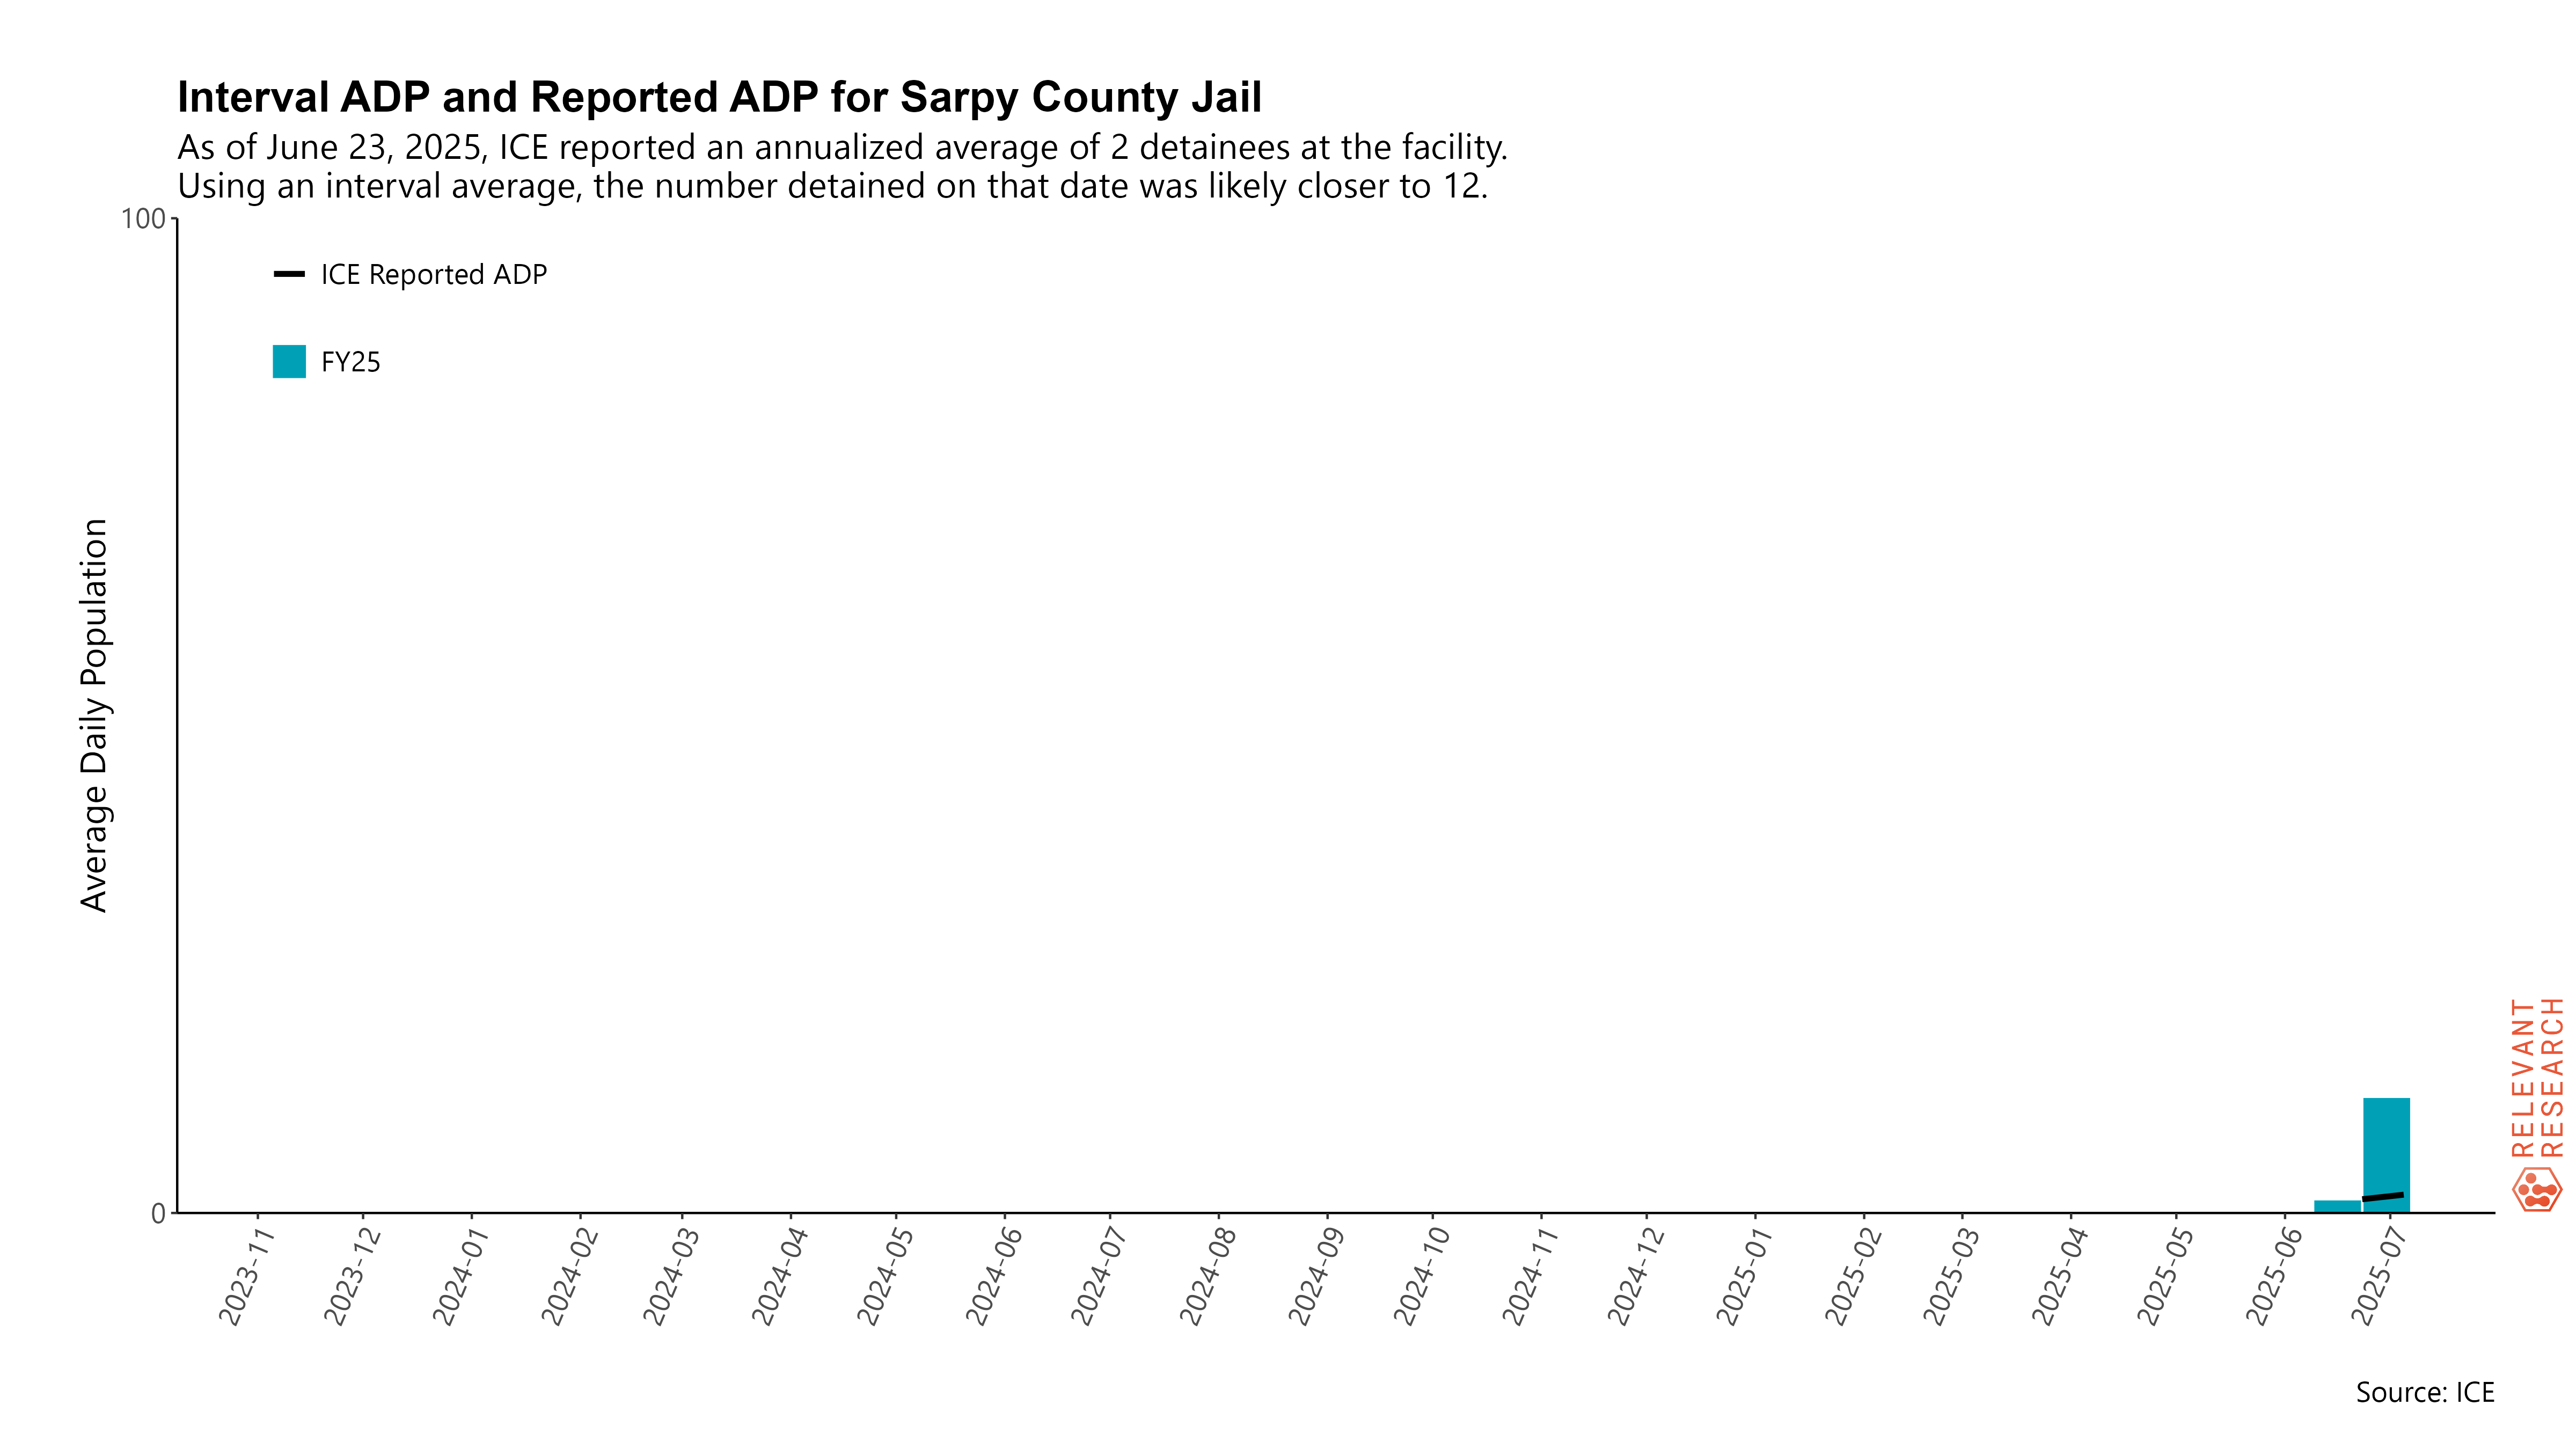 Interval ADP and Reported ADP for Sarpy County Jail
As of June 23, 2025, ICE reported an annualized average of 2 detainees at the facility.
Using an interval average, the number detained on that date was likely closer to 12.
100
ICE Reported ADP
FY25
Average Daily Population
0
2023-11
2023-12
2024-01
2024-02
2024-03
2024-04
2024-05
2024-06
2024-07
2024-08
2024-09
2024-10
2024-11
2024-12
2025-01
2025-02
2025-03
2025-04
2025-05
2025-06
2025-07
RELEVANT
RESEARCH
Source: ICE